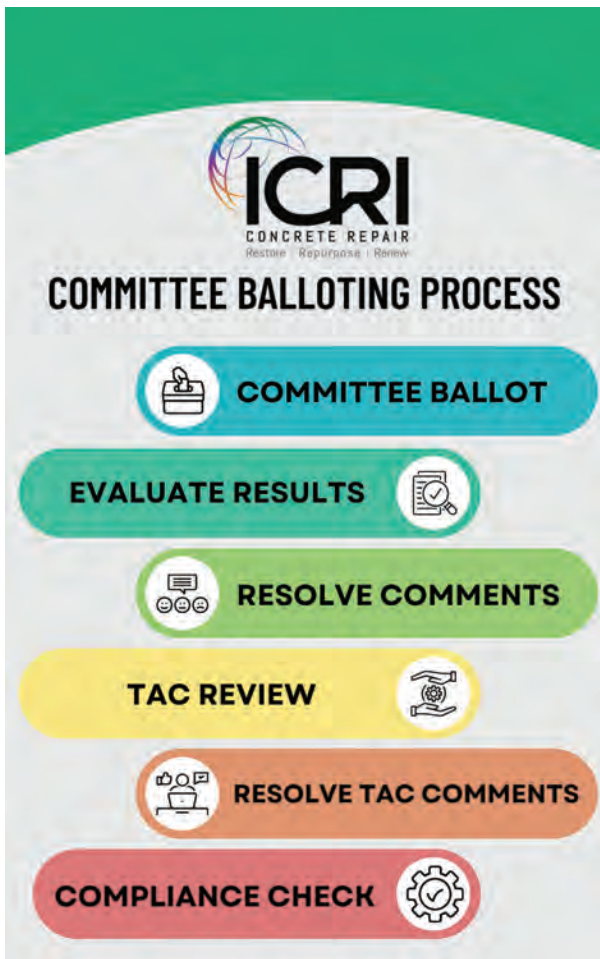 ICRI
CONCRETE REPAIR
Restore | Repurpose | Renew
COMMITTEE BALLOTING PROCESS
COMMITTEE BALLOT
EVALUATE RESULTS
RESOLVE COMMENTS
TAC REVIEW
RESOLVE TAC COMMENTS
COMPLIANCE CHECK